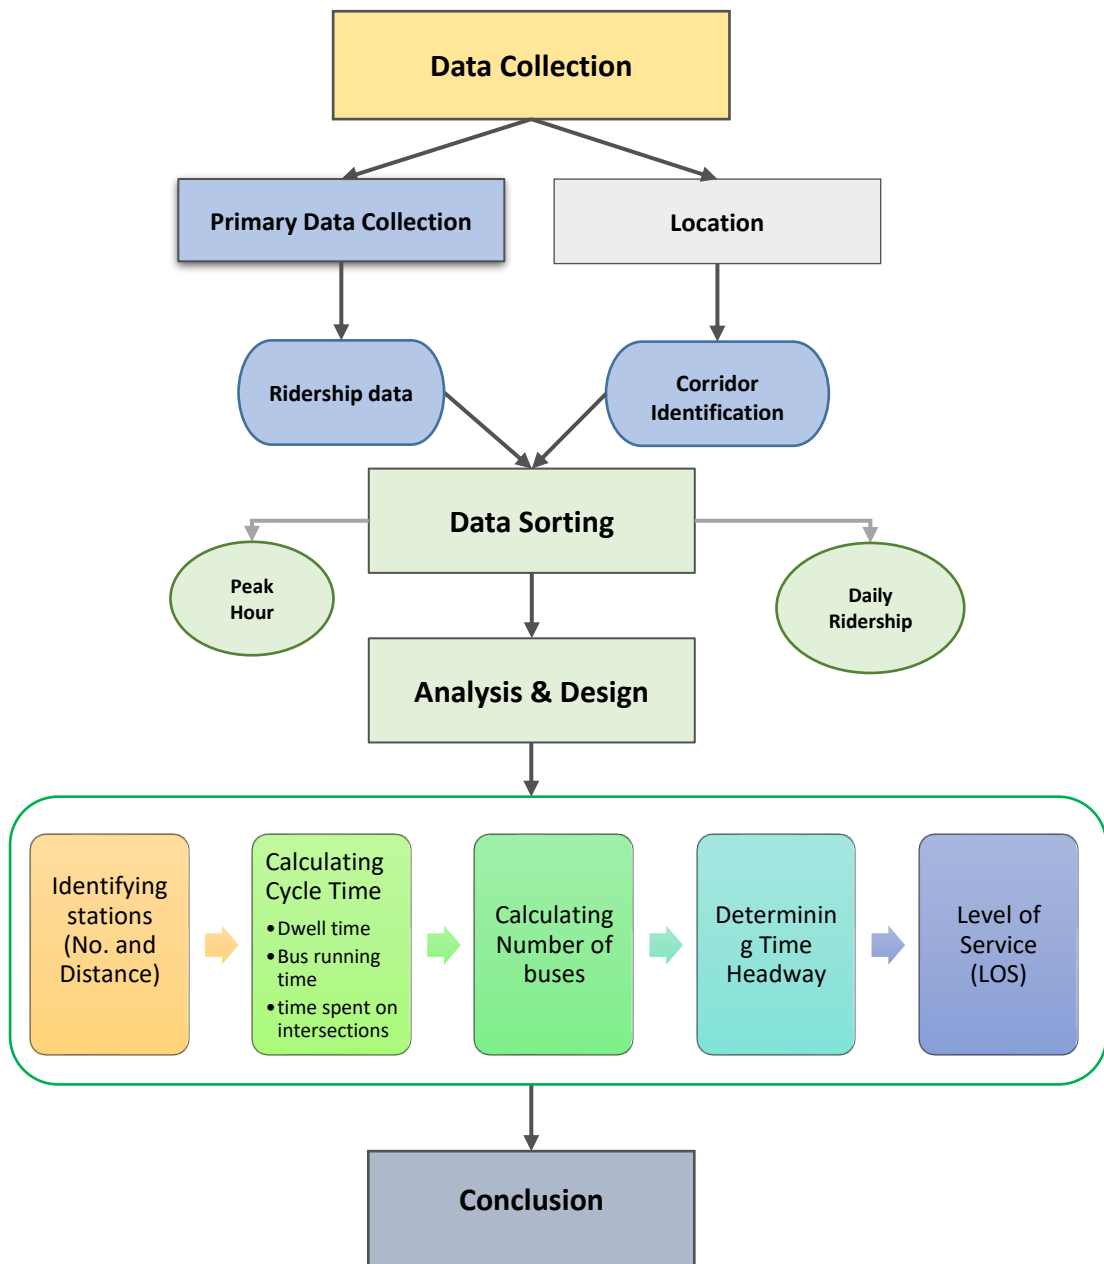 Data Collection
Primary Data Collection
Location
Ridership data
Corridor
Identification
Data Sorting
Peak
Hour
Daily
Ridership
Analysis & Design
Identifying
stations
(No. and
Distance)
Calculating
Cycle Time
•Dwell time
•Bus running
time
•time spent on
intersections
Calculating
Number of
buses
Determinin
g Time
Headway
Level of
Service
(LOS)
Conclusion